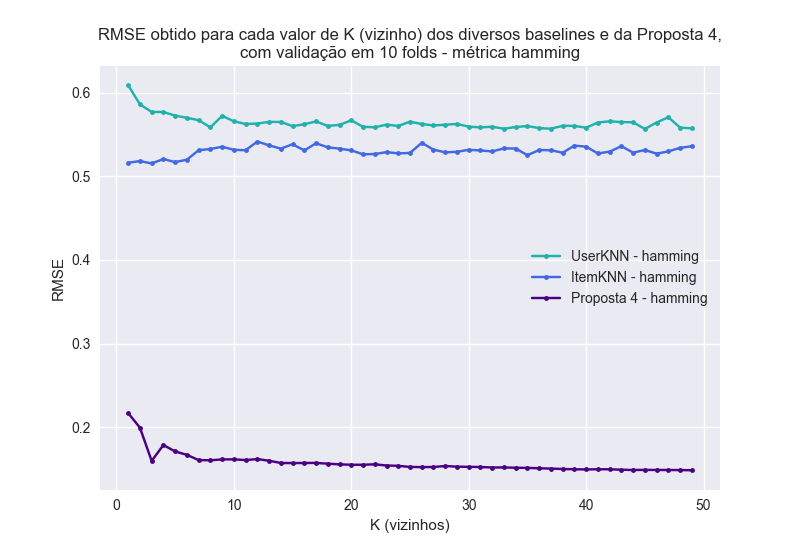 RMSE obtido para cada valor de K (vizinho) dos diversos baselines e da Proposta 4,
com validação em 10 folds - métrica hamming
0.6
0.5
0.4
0.3
0.2
RMSE
UserKNN - hamming
ItemKNN - hamming
Proposta 4 - hamming
0
10
20
30
40
50
K (vizinhos)